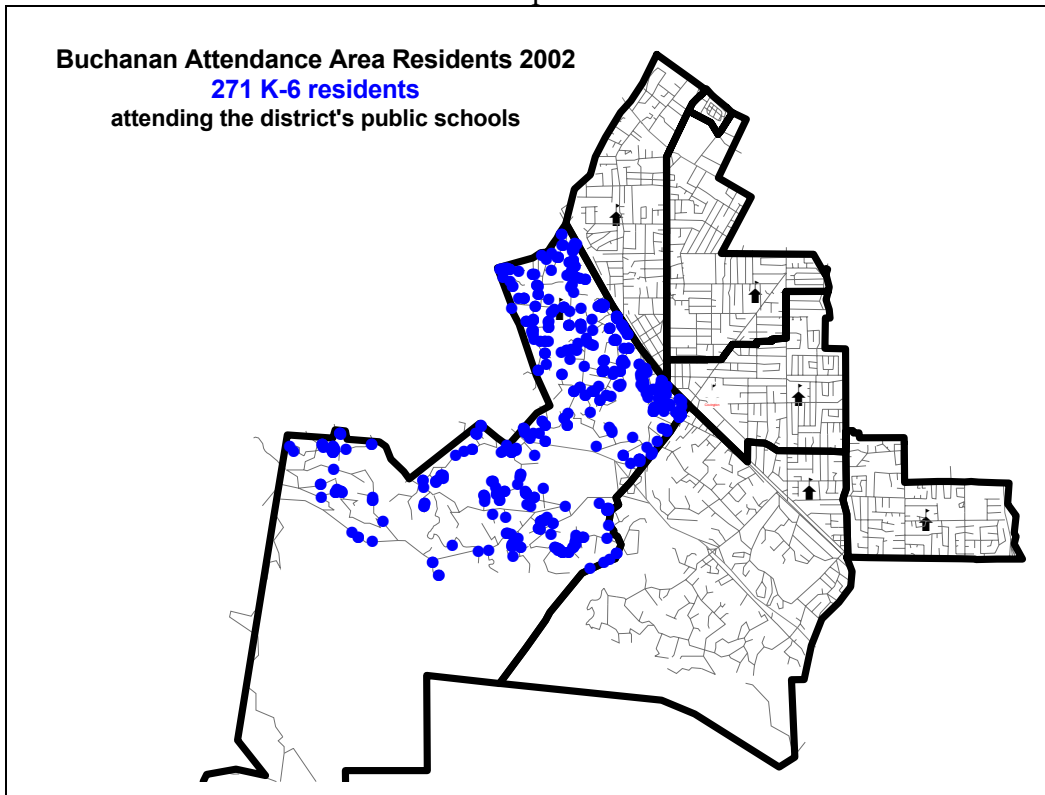 Buchanan Attendance Area Residents 2002
271 K-6 residents
attending the district's public schools